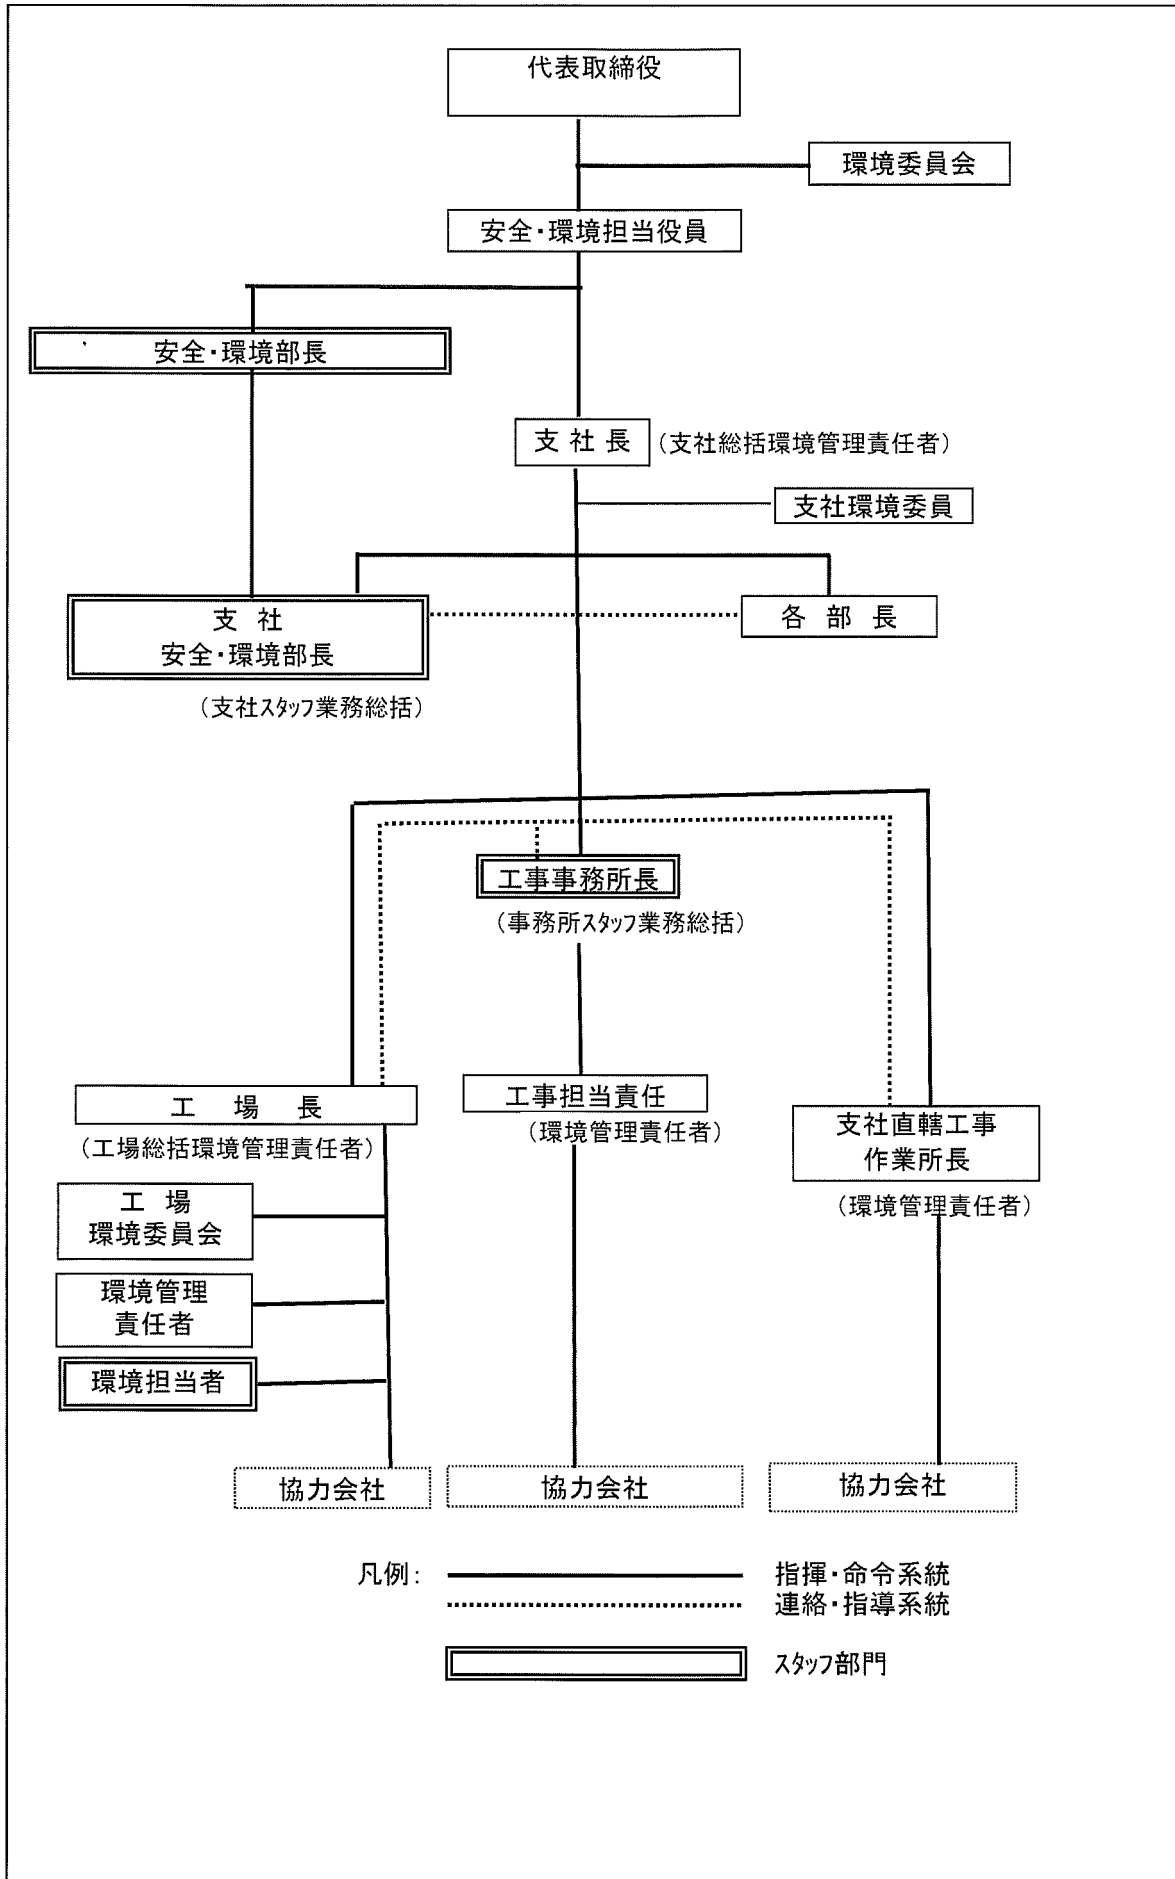 代表取締役
環境委員会
安全・環境担当役員
安全・環境部長
支社長 (支社総括環境管理責任者)
支社環境委員
支社
安全・環境部長
各部長
(支社スタッフ業務総括)
工事事務所長
(事務所スタッフ業務総括)
工場長
(工場総括環境管理責任者)
工事担当責任
(環境管理責任者)
支社直轄工事
作業所長
(環境管理責任者)
工場
環境委員会
環境管理
責任者
環境担当者
協力会社
協力会社
協力会社
凡例:
指揮・命令系統
連絡・指導系統
スタッフ部門